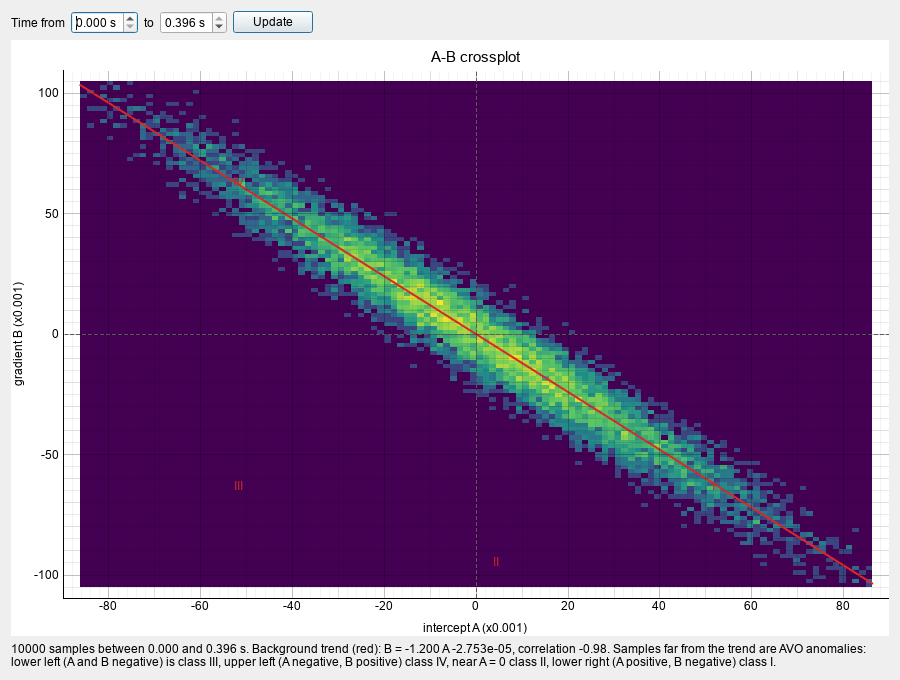 Time from 0.000 s to 0.396 s Update
A-B crossplot
100
50
0
-50
-100
gradient B (x0.001)
III
II
-80 -60 -40 -20 0 20 40 60 80
intercept A (x0.001)
10000 samples between 0.000 and 0.396 s. Background trend (red): B = -1.200 A -2.753e-05, correlation -0.98. Samples far from the trend are AVO anomalies:
lower left (A and B negative) is class III, upper left (A negative, B positive) class IV, near A = 0 class II, lower right (A positive, B negative) class I.